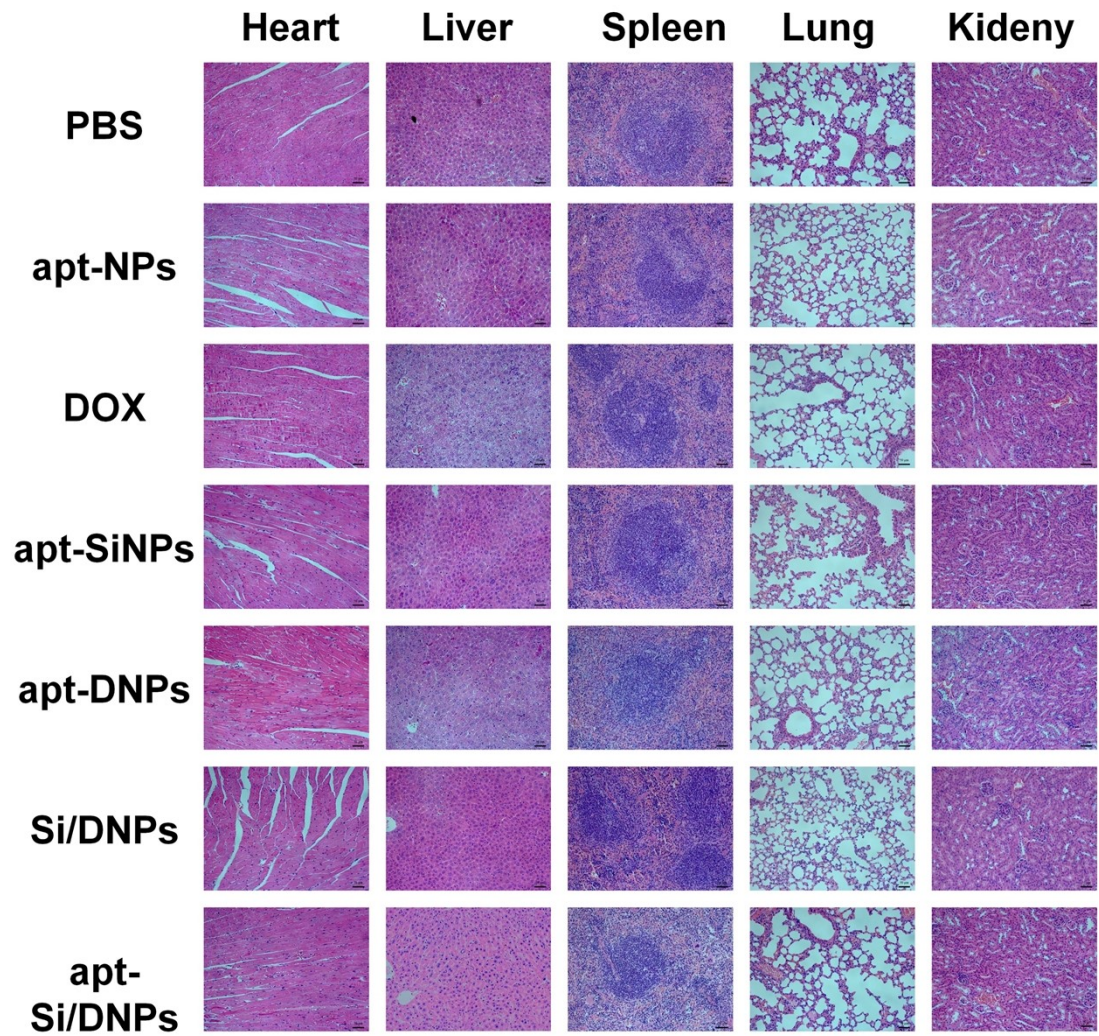 Heart Liver Spleen Lung Kideny
PBS
apt-NPs
DOX
apt-SiNPs
apt-DNPs
Si/DNPs
apt-
Si/DNPs